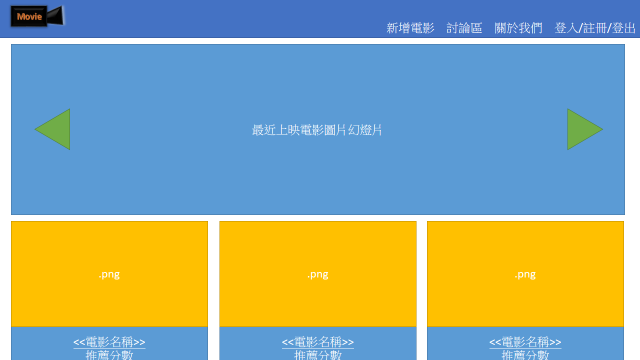 Movie
新增電影 討論區 關於我們 登入/註冊/登出
最近上映電影圖片幻燈片
.png .png .png
<<電影名稱>> <<電影名稱>> <<電影名稱>>
推薦分數 推薦分數 推薦分數